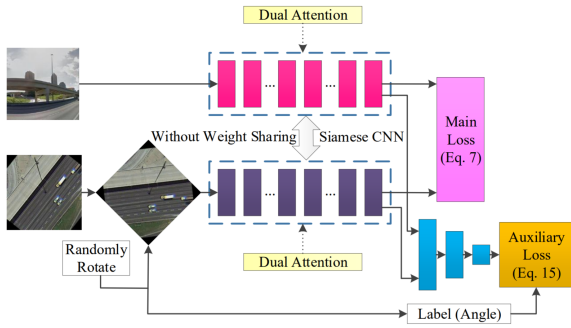 Dual Attention
...
...
Without Weight Sharing
Siamese CNN
Main
Loss
(Eq. 7)
...
...
Randomly
Rotate
Dual Attention
Auxiliary
Loss
(Eq. 15)
Label (Angle)